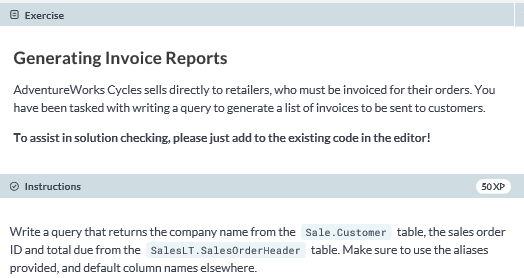 Exercise
Generating Invoice Reports
AdventureWorks Cycles sells directly to retailers, who must be invoiced for their orders. You
have been tasked with writing a query to generate a list of invoices to be sent to customers.
To assist in solution checking, please just add to the existing code in the editor!
Instructions 50 XP
Write a query that returns the company name from the Sale.Customer table, the sales order
ID and total due from the SalesLT.SalesOrderHeader table. Make sure to use the aliases
provided, and default column names elsewhere.